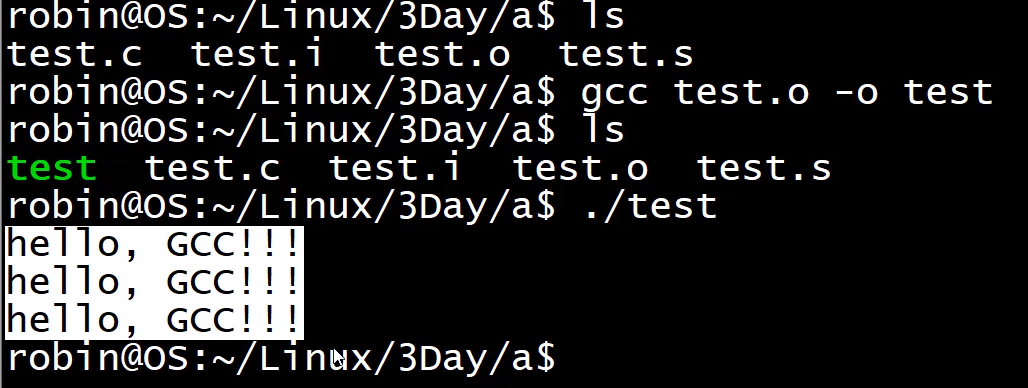 robin@OS:~/Linux/3Day/a$ ls
test.c  test.i  test.o  test.s
robin@OS:~/Linux/3Day/a$ gcc test.o -o test
robin@OS:~/Linux/3Day/a$ ls
test  test.c  test.i  test.o  test.s
robin@OS:~/Linux/3Day/a$ ./test
hello, GCC!!!
hello, GCC!!!
hello, GCC!!!
robin@OS:~/Linux/3Day/a$